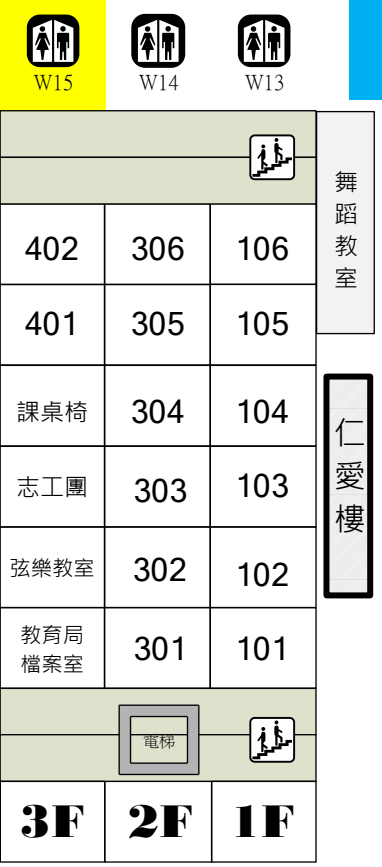 W15 W14 W13
舞
蹈
教
室
402 306 106
401 305 105
課桌椅 304 104
仁
愛
樓
志工團 303 103
弦樂教室 302 102
教育局
檔案室 301 101
電梯
3F 2F 1F